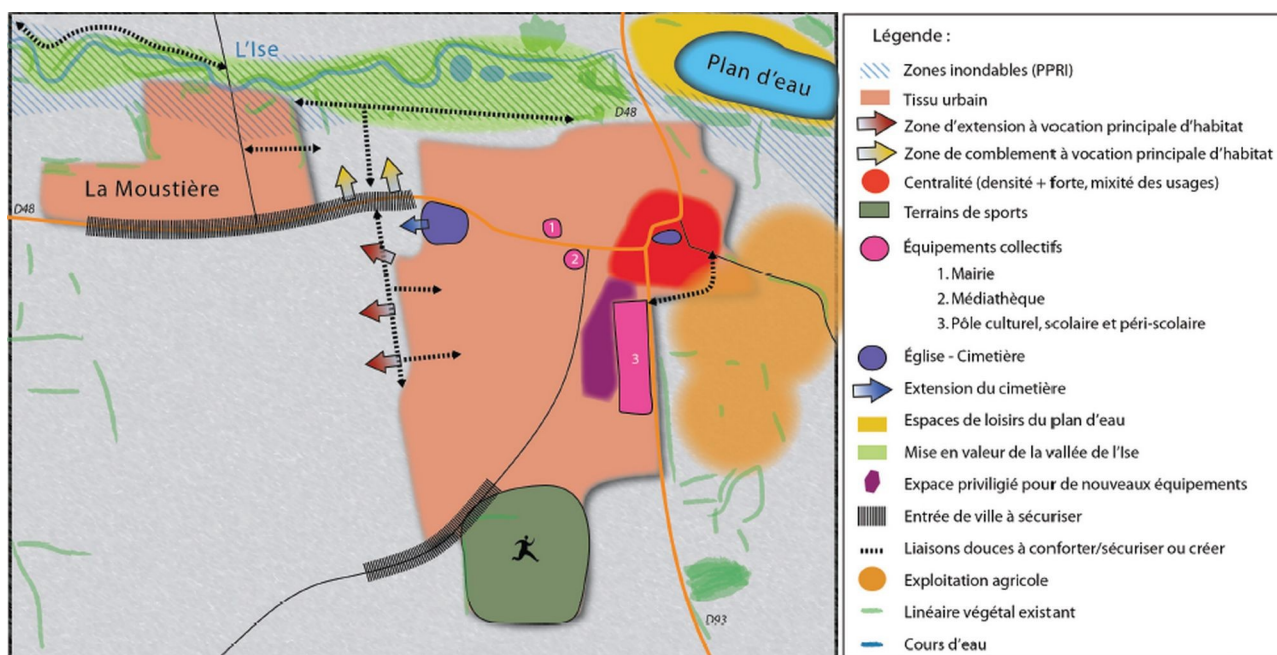 L'Ise
Plan d'eau
D48
La Moustière
D48
1
2
3
D93
Légende :
Zones inondables (PPRI)
Tissu urbain
Zone d'extension à vocation principale d'habitat
Zone de comblement à vocation principale d'habitat
Centralité (densité + forte, mixité des usages)
Terrains de sports
Équipements collectifs
1. Mairie
2. Médiathèque
3. Pôle culturel, scolaire et péri-scolaire
Église - Cimetière
Extension du cimetière
Espaces de loisirs du plan d'eau
Mise en valeur de la vallée de l'Ise
Espace priviligié pour de nouveaux équipements
Entrée de ville à sécuriser
Liaisons douces à conforter/sécuriser ou créer
Exploitation agricole
Linéaire végétal existant
Cours d'eau